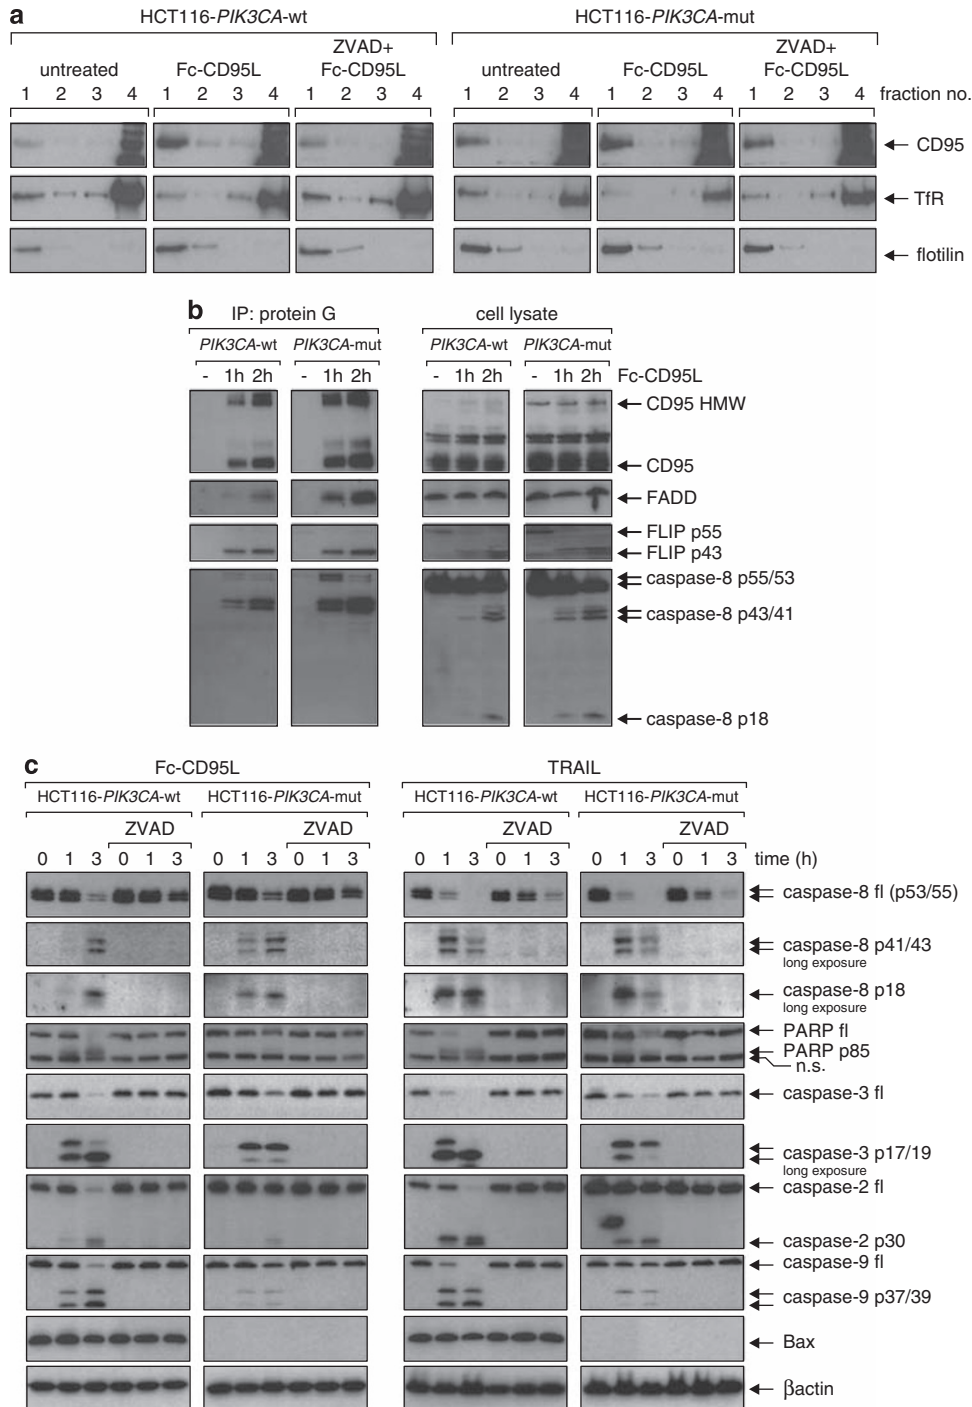 a
HCT116-PIK3CA-wt HCT116-PIK3CA-mut
untreated Fc-CD95L ZVAD+ Fc-CD95L untreated Fc-CD95L ZVAD+ Fc-CD95L
1 2 3 4 1 2 3 4 1 2 3 4 1 2 3 4 1 2 3 4 1 2 3 4 fraction no.
CD95
TfR
flotilin
b
IP: protein G cell lysate
PIK3CA-wt PIK3CA-mut PIK3CA-wt PIK3CA-mut
- 1h 2h - 1h 2h - 1h 2h - 1h 2h Fc-CD95L
CD95 HMW
CD95
FADD
FLIP p55
FLIP p43
caspase-8 p55/53
caspase-8 p43/41
caspase-8 p18
c
Fc-CD95L TRAIL
HCT116-PIK3CA-wt HCT116-PIK3CA-mut HCT116-PIK3CA-wt HCT116-PIK3CA-mut
ZVAD ZVAD ZVAD ZVAD
0 1 3 0 1 3 0 1 3 0 1 3 0 1 3 0 1 3 0 1 3 0 1 3 time (h)
caspase-8 fl (p53/55)
caspase-8 p41/43
long exposure
caspase-8 p18
long exposure
PARP fl
PARP p85
n.s.
caspase-3 fl
caspase-3 p17/19
long exposure
caspase-2 fl
caspase-2 p30
caspase-9 fl
caspase-9 p37/39
Bax
βactin